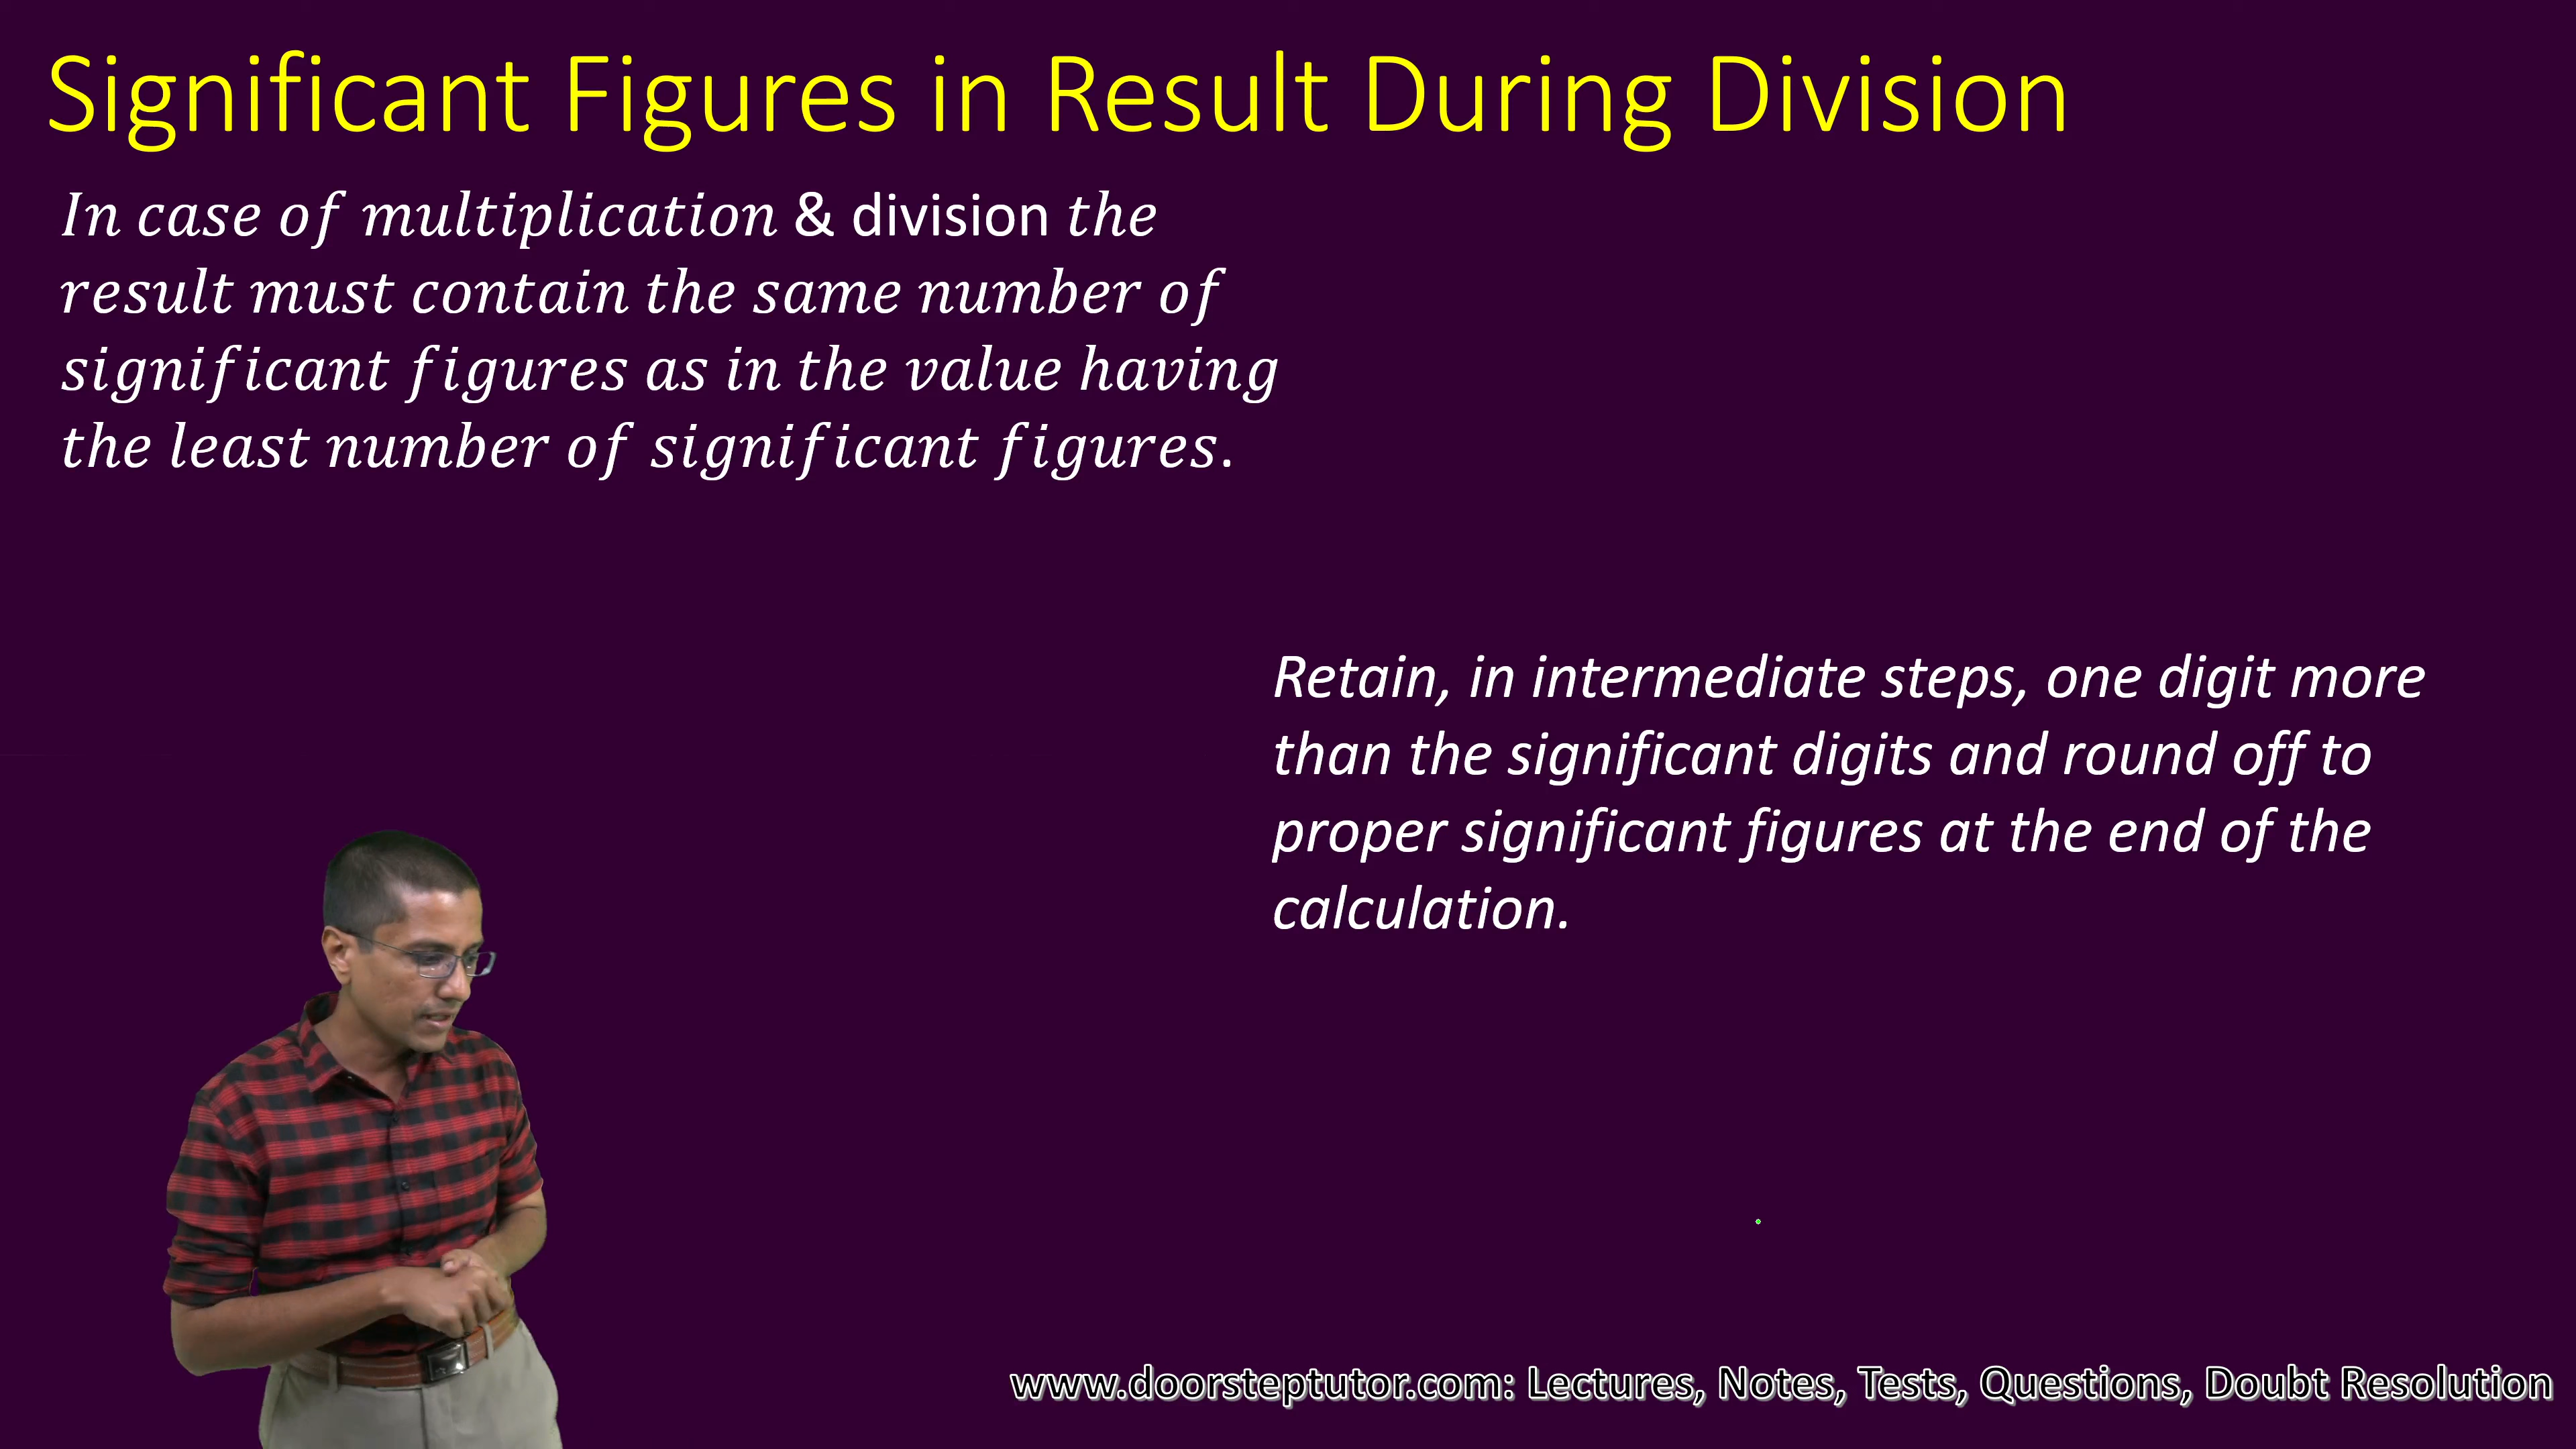 Significant Figures in Result During Division
In case of multiplication & division the
result must contain the same number of
significant figures as in the value having
the least number of significant figures.
Retain, in intermediate steps, one digit more
than the significant digits and round off to
proper significant figures at the end of the
calculation.
www.doorsteptutor.com: Lectures, Notes, Tests, Questions, Doubt Resolution